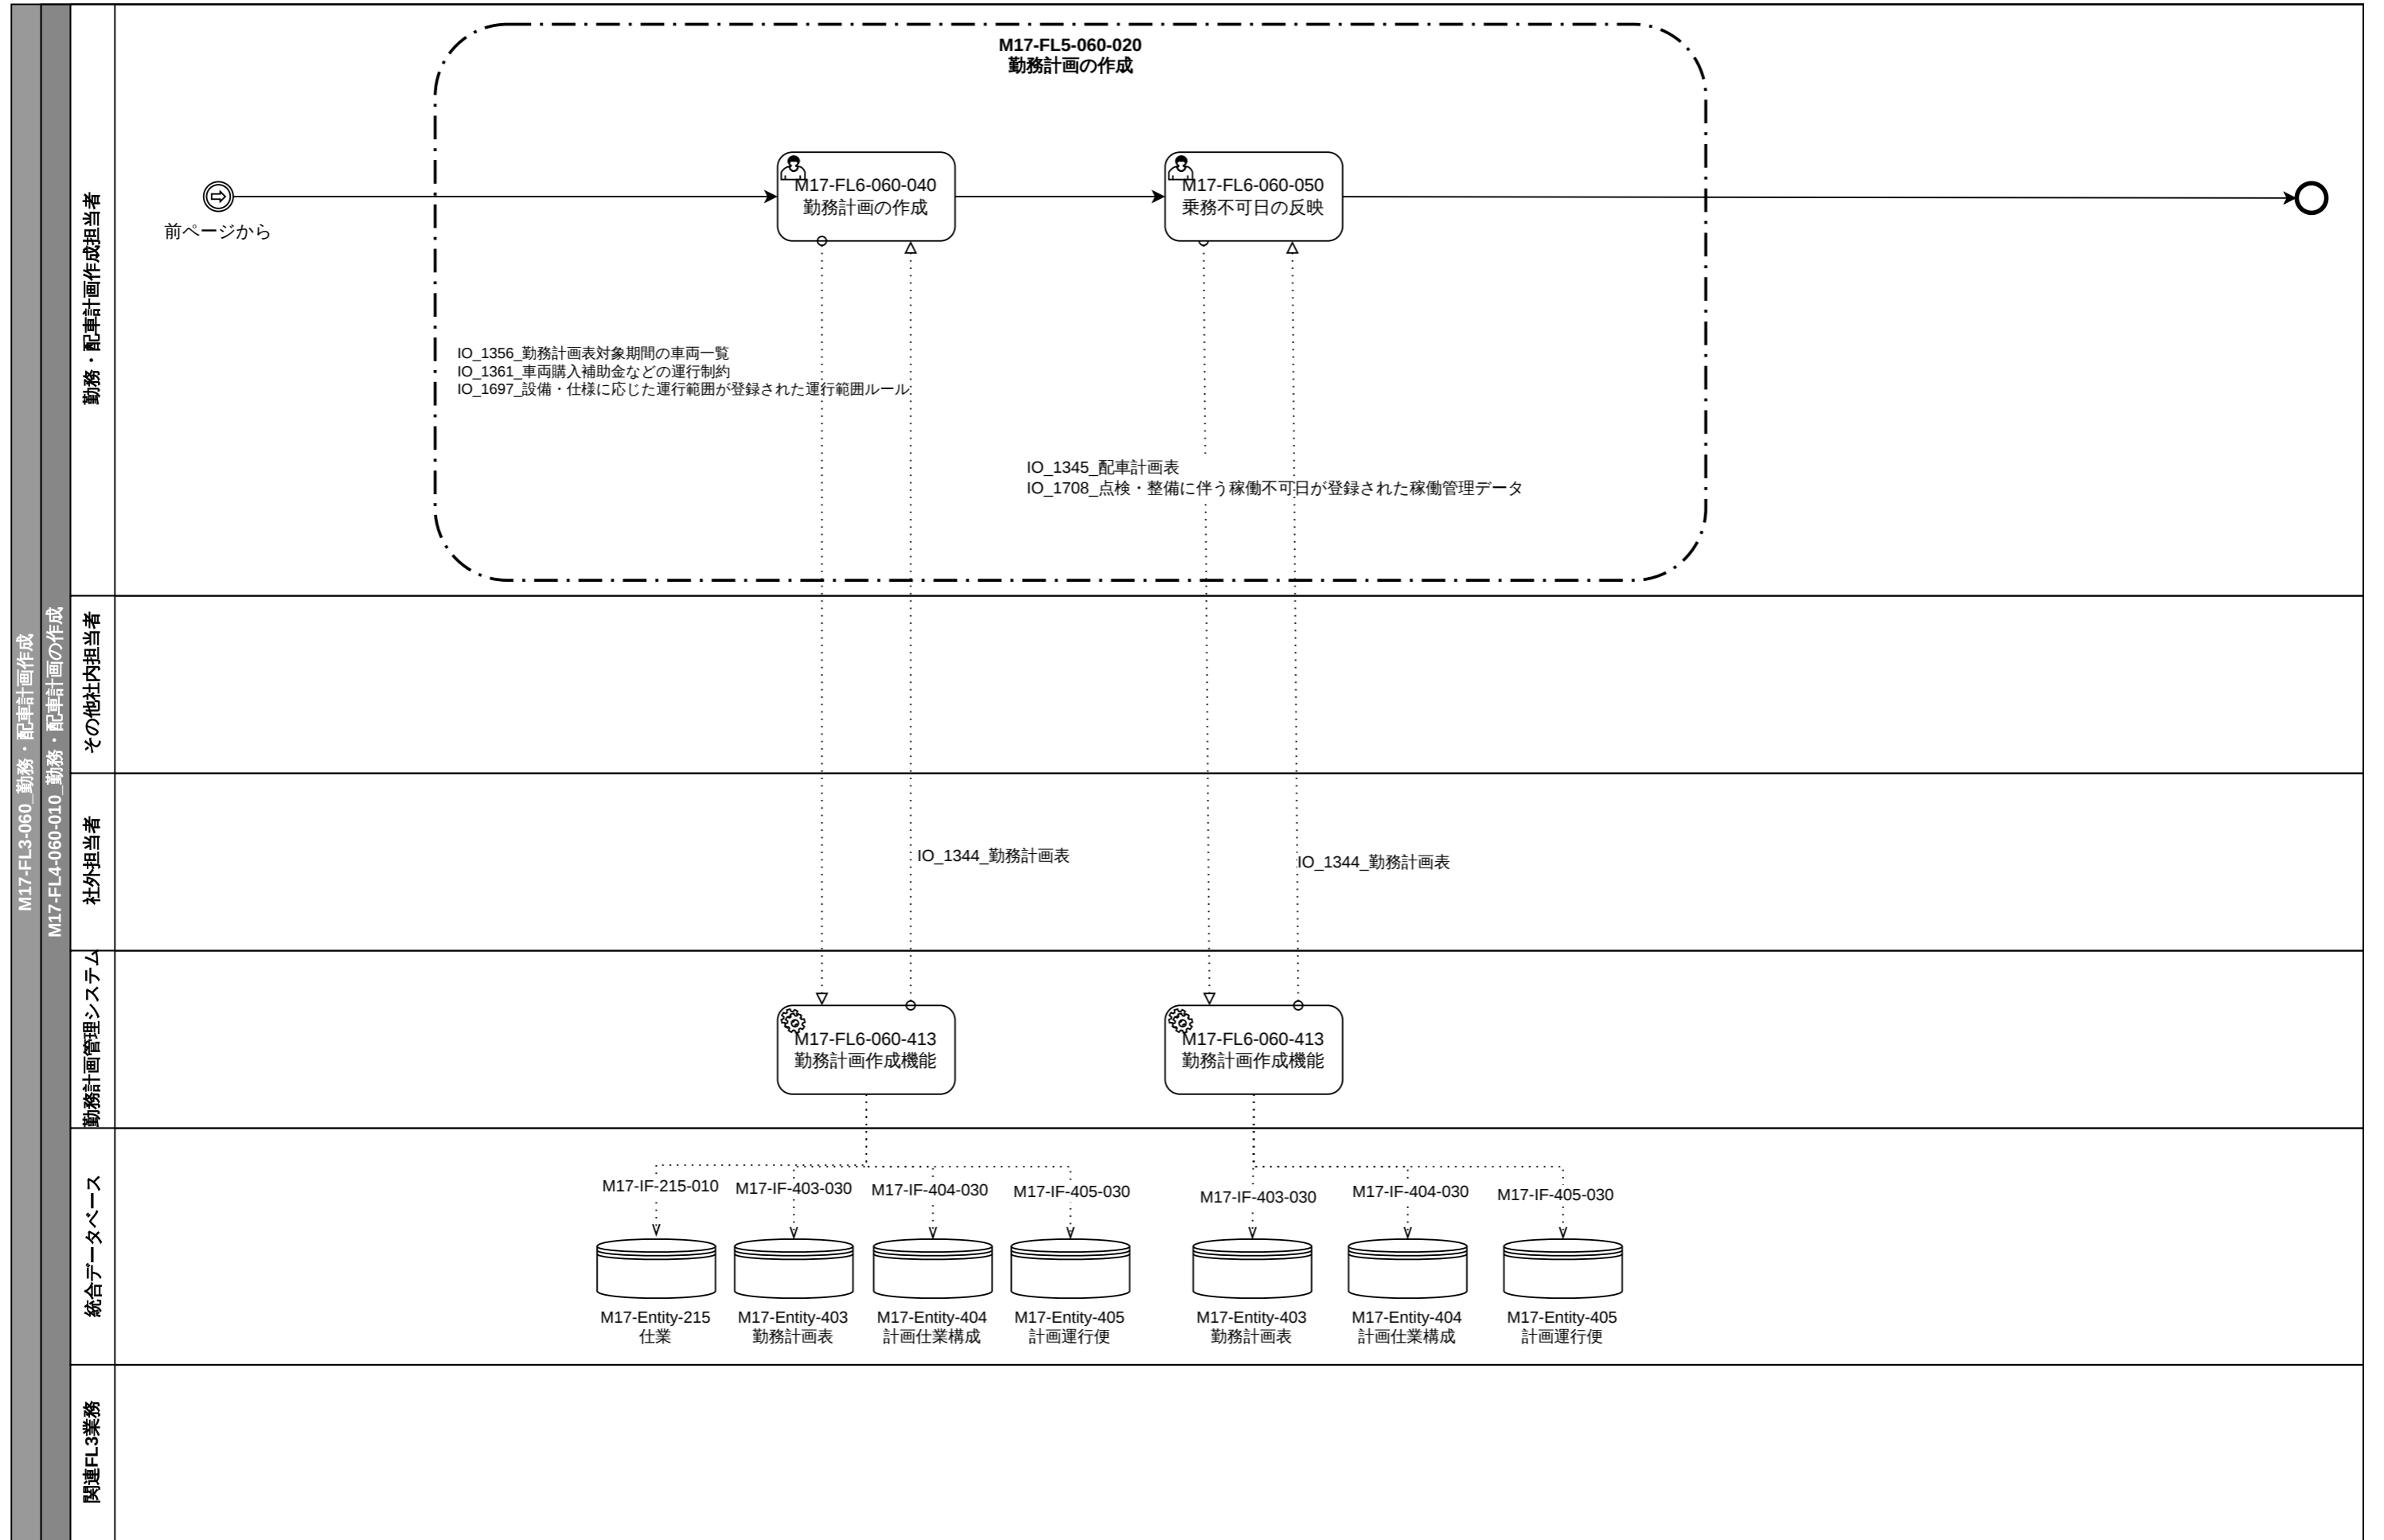 M17-FL3-060_勤務・配車計画作成
M17-FL4-060-010_勤務・配車計画の作成
勤務・配車計画作成担当者
M17-FL5-060-020
勤務計画の作成
前ページから
M17-FL6-060-040
勤務計画の作成
M17-FL6-060-050
乗務不可日の反映
IO_1356_勤務計画表対象期間の車両一覧
IO_1361_車両購入補助金などの運行制約
IO_1697_設備・仕様に応じた運行範囲が登録された運行範囲ルール
IO_1345_配車計画表
IO_1708_点検・整備に伴う稼働不可日が登録された稼働管理データ
その他社内担当者
社外担当者
IO_1344_勤務計画表
IO_1344_勤務計画表
勤務計画管理システム
M17-FL6-060-413
勤務計画作成機能
M17-FL6-060-413
勤務計画作成機能
統合データベース
M17-IF-215-010
M17-IF-403-030
M17-IF-404-030
M17-IF-405-030
M17-IF-403-030
M17-IF-404-030
M17-IF-405-030
M17-Entity-215
仕業
M17-Entity-403
勤務計画表
M17-Entity-404
計画仕業構成
M17-Entity-405
計画運行便
M17-Entity-403
勤務計画表
M17-Entity-404
計画仕業構成
M17-Entity-405
計画運行便
関連FL3業務